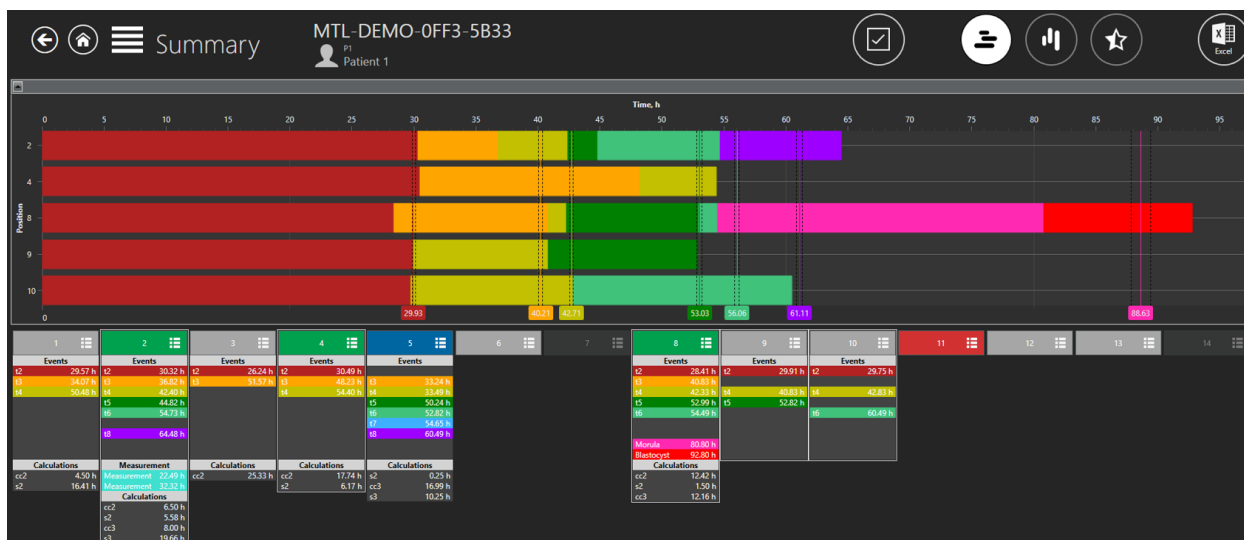 Summary
MTL-DEMO-0FF3-5B33
P1
Patient 1
Excel
Time, h
0 5 10 15 20 25 30 35 40 45 50 55 60 65 70 75 80 85 90 95
Position
2
4
8
9
10
0 29.93 40.21 42.71 53.03 56.06 61.11 88.63
1 2 3 4 5 6 7 8 9 10 11 12 13 14
Events Events Events Events Events Events Events Events
t2 29.57 h t2 30.32 h t2 26.24 h t2 30.49 h t2 28.41 h t2 29.91 h t2 29.75 h
t3 34.07 h t3 36.82 h t3 51.57 h t3 48.23 h t3 33.24 h t3 40.83 h
t4 50.48 h t4 42.40 h t4 54.40 h t4 33.49 h t4 42.33 h t4 40.83 h t4 42.83 h
t5 44.82 h t5 50.24 h t5 52.99 h t5 52.82 h
t6 54.73 h t6 52.82 h t6 54.49 h t6 60.49 h
t7 54.65 h
t8 64.48 h t8 60.49 h
Morula 80.80 h
Blastocyst 92.80 h
Calculations Measurement Calculations Calculations Calculations Calculations
cc2 4.50 h Measurement 22.49 h cc2 25.33 h cc2 17.74 h s2 0.25 h cc2 12.42 h
s2 16.41 h Measurement 32.32 h s2 6.17 h cc3 16.99 h s2 1.50 h
Calculations s3 10.25 h cc3 12.16 h
cc2 6.50 h
s2 5.58 h
cc3 8.00 h
s3 19.66 h